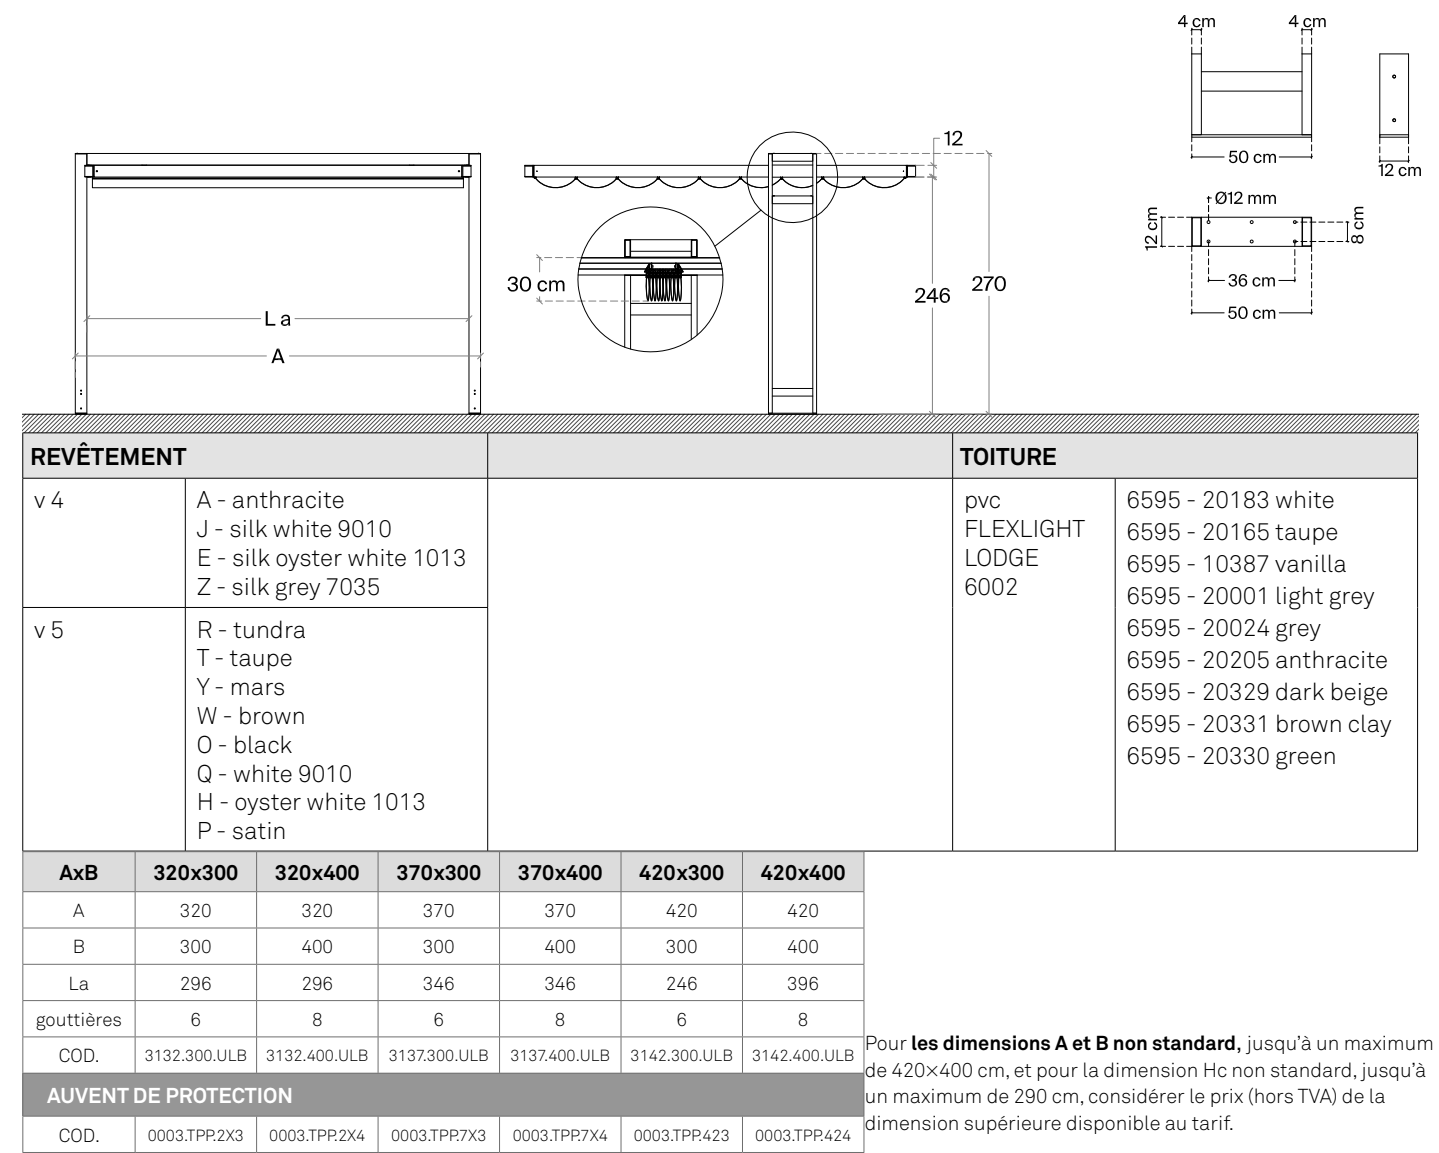 4 cm 4 cm
50 cm
12 cm
Ø12 mm
12 cm
8 cm
36 cm
50 cm
12
30 cm
246
270
L a
A
REVÊTEMENT TOITURE
v 4
A - anthracite
J - silk white 9010
E - silk oyster white 1013
Z - silk grey 7035
v 5
R - tundra
T - taupe
Y - mars
W - brown
O - black
Q - white 9010
H - oyster white 1013
P - satin
pvc
FLEXLIGHT
LODGE
6002
6595 - 20183 white
6595 - 20165 taupe
6595 - 10387 vanilla
6595 - 20001 light grey
6595 - 20024 grey
6595 - 20205 anthracite
6595 - 20329 dark beige
6595 - 20331 brown clay
6595 - 20330 green
AxB 320x300 320x400 370x300 370x400 420x300 420x400
A 320 320 370 370 420 420
B 300 400 300 400 300 400
La 296 296 346 346 246 396
gouttières 6 8 6 8 6 8
COD. 3132.300.ULB 3132.400.ULB 3137.300.ULB 3137.400.ULB 3142.300.ULB 3142.400.ULB
AUVENT DE PROTECTION
COD. 0003.TPP.2X3 0003.TPP.2X4 0003.TPP.7X3 0003.TPP.7X4 0003.TPP.423 0003.TPP.424
Pour les dimensions A et B non standard, jusqu'à un maximum
de 420×400 cm, et pour la dimension Hc non standard, jusqu'à
un maximum de 290 cm, considérer le prix (hors TVA) de la
dimension supérieure disponible au tarif.